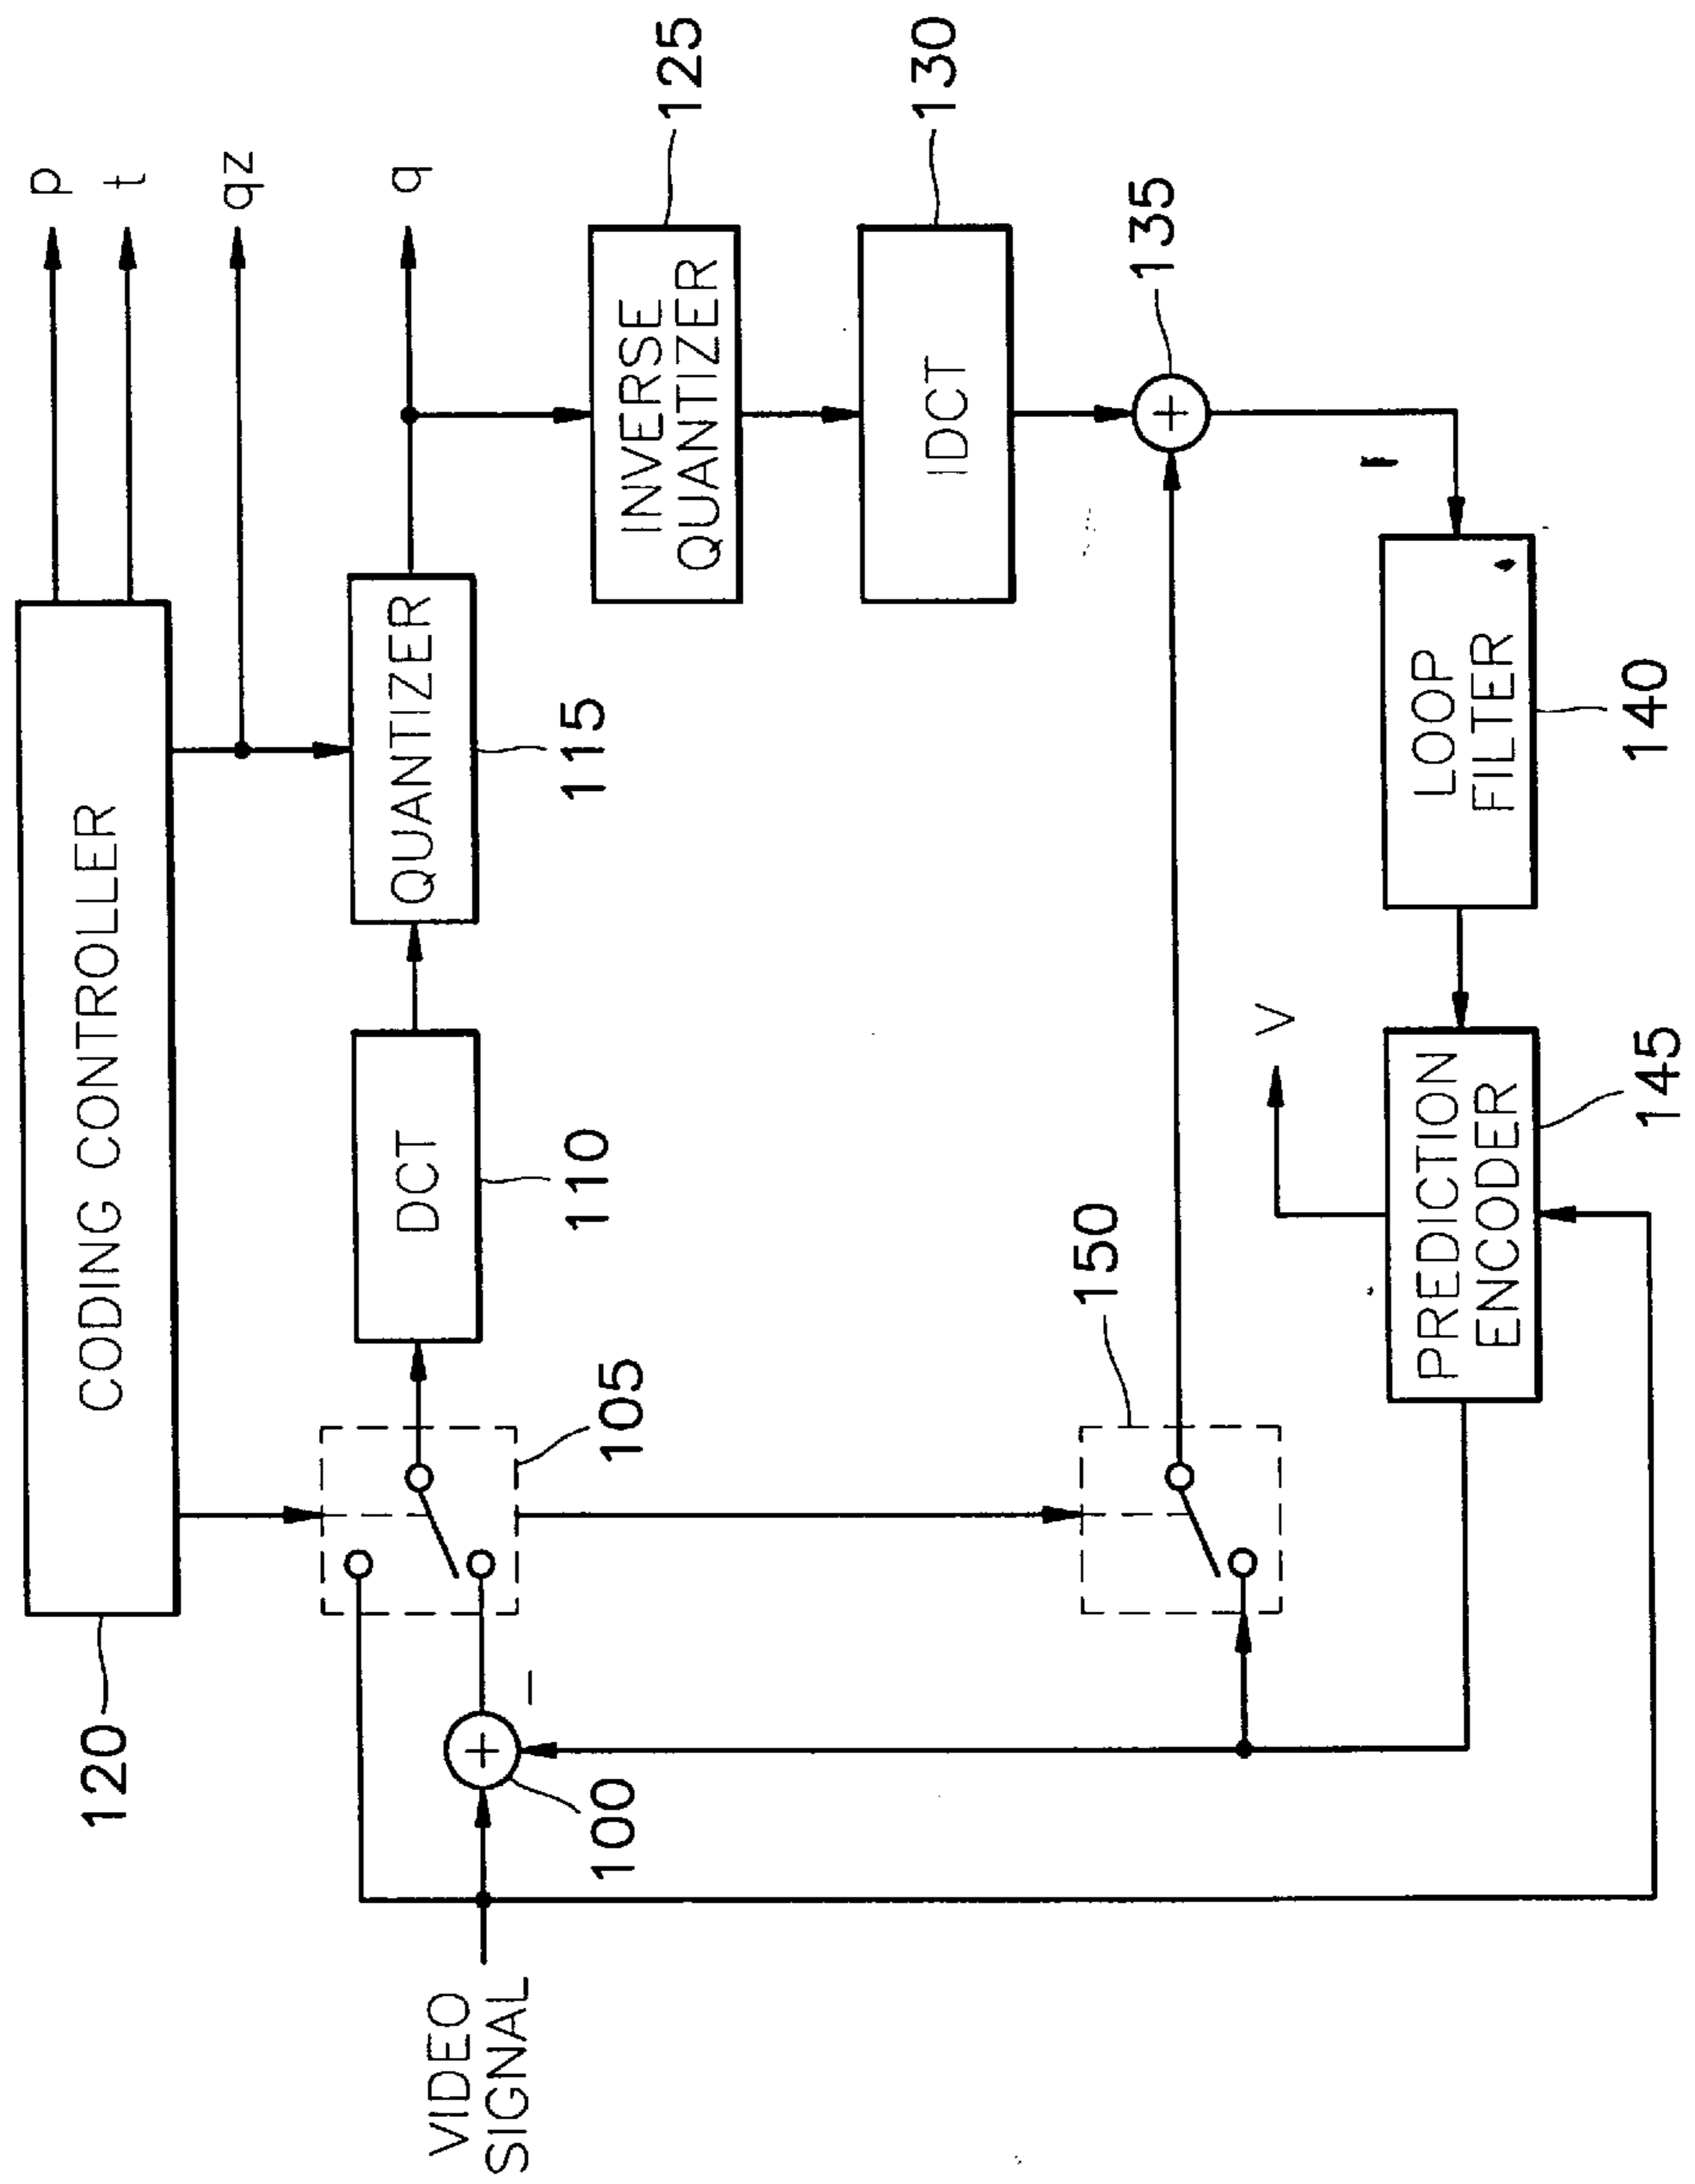 120
CODING CONTROLLER
p
t
qz
VIDEO
SIGNAL
100
+
−
105
DCT
110
QUANTIZER
115
q
INVERSE
QUANTIZER
125
IDCT
130
+
135
150
V
PREDICTION
ENCODER
145
LOOP
FILTER
140